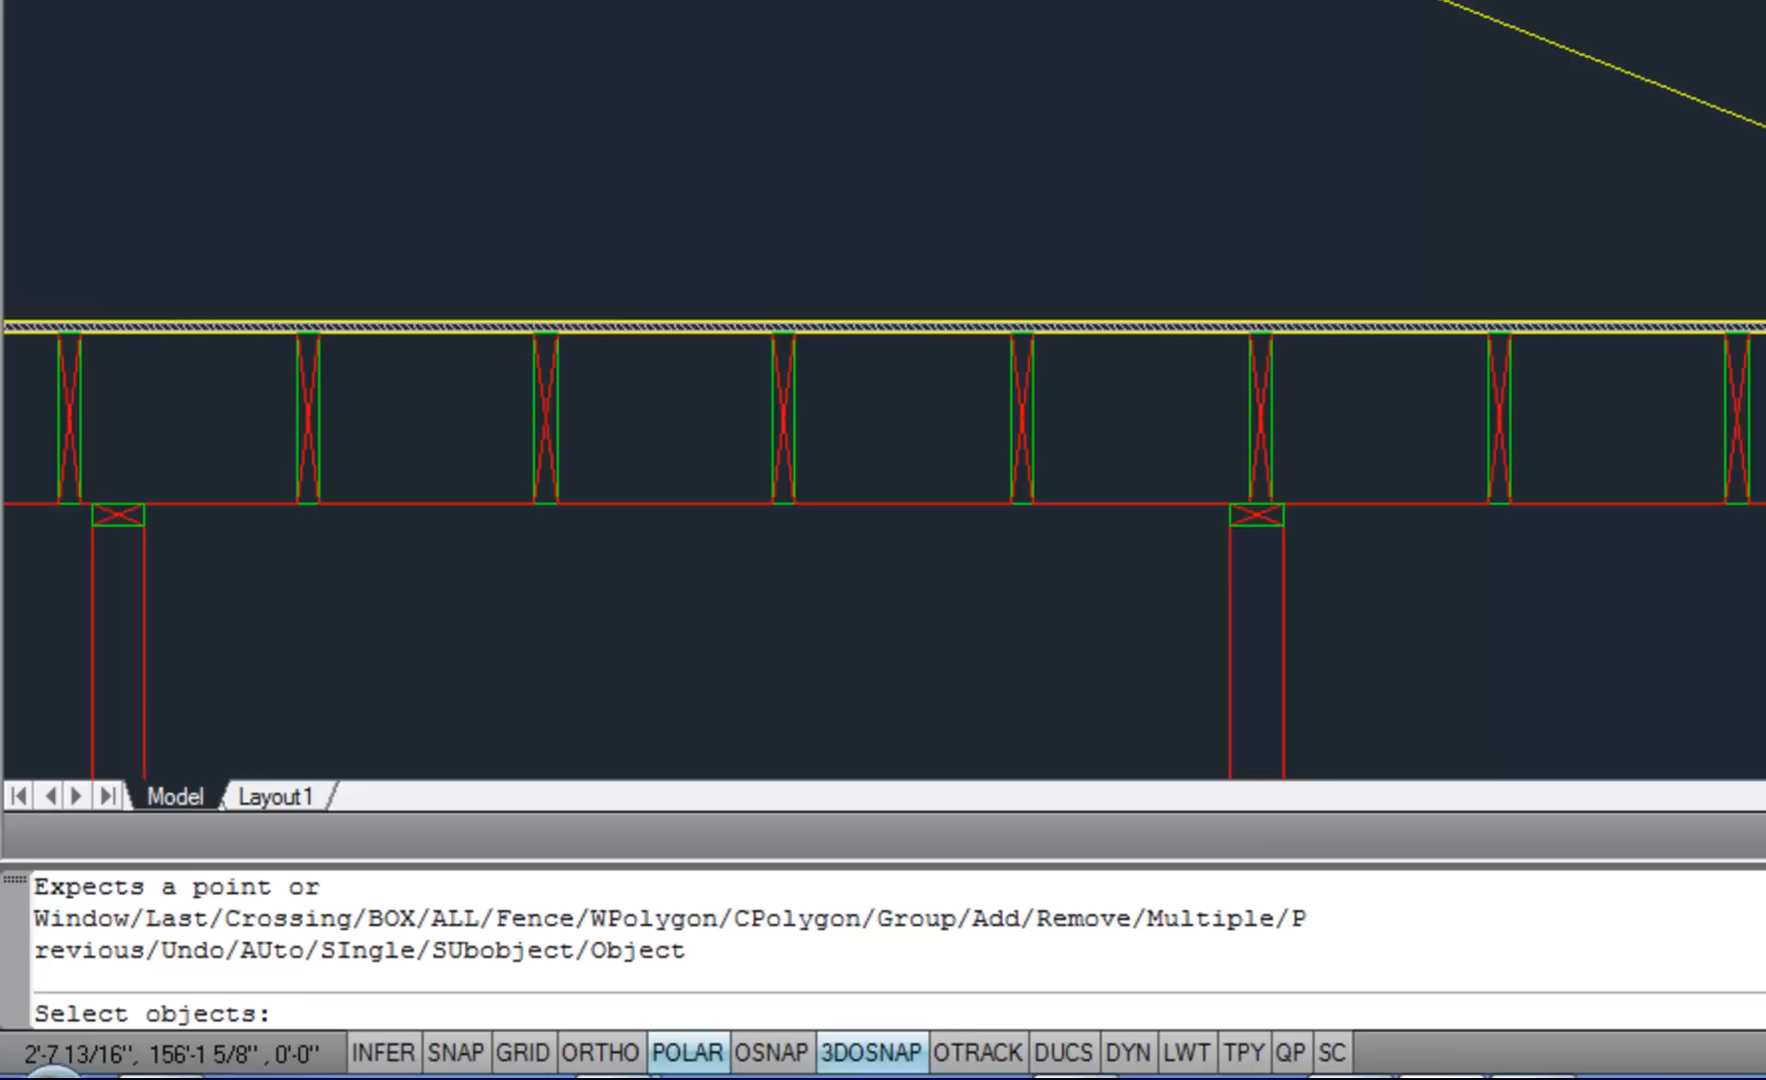 Model Layout1
Expects a point or
Window/Last/Crossing/BOX/ALL/Fence/WPolygon/CPolygon/Group/Add/Remove/Multiple/P
revious/Undo/AUto/SIngle/SUbobject/Object
Select objects:
2'-7 13/16", 156'-1 5/8" , 0'-0" INFER SNAP GRID ORTHO POLAR OSNAP 3DOSNAP OTRACK DUCS DYN LWT TPY QP SC